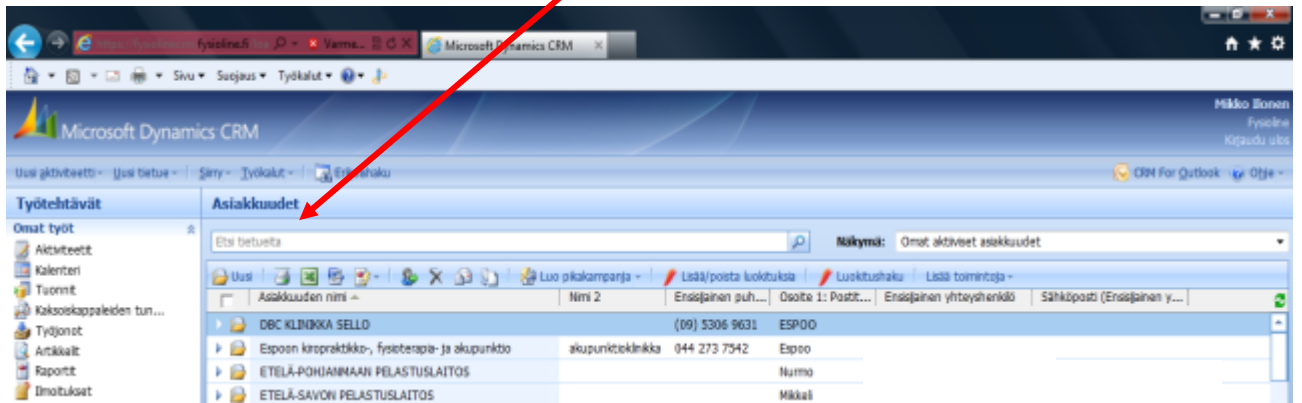 fysioline.fi
Varme...
Microsoft Dynamics CRM
Sivu Suojaus Työkalut
Microsoft Dynamics CRM
Mikko Ilonen
Fysioline
Kirjaudu ulos
Uusi aktiviteetti Uusi tietue Siirry Työkalut
CRM For Outlook Ohje
Työtehtävät
Asiakkuudet
Omat työt
Aktiviteetit
Kalenteri
Tuonnit
Kaksoiskappaleiden tun...
Työjonot
Artikkelit
Raportit
Ilmoitukset
Etsi tietueita
Näkymä: Omat aktiiviset asiakkuudet
Uusi Luo pikakampanja Lisää/poista luokituksia Luokitushaku Lisää toimintoja
Asiakkuuden nimi Nimi 2 Ensisijainen puh... Osoite 1: Postit... Ensisijainen yhteyshenkilö Sähköposti (Ensisijainen y...
DBC KLINIKKA SELLO (09) 5306 9631 ESPOO
Espoon kiropraktikko-, fysioterapia- ja akupunktio akupunktioklinikka 044 273 7542 Espoo
ETELÄ-POHJANMAAN PELASTUSLAITOS Nurmo
ETELÄ-SAVON PELASTUSLAITOS Mikkeli